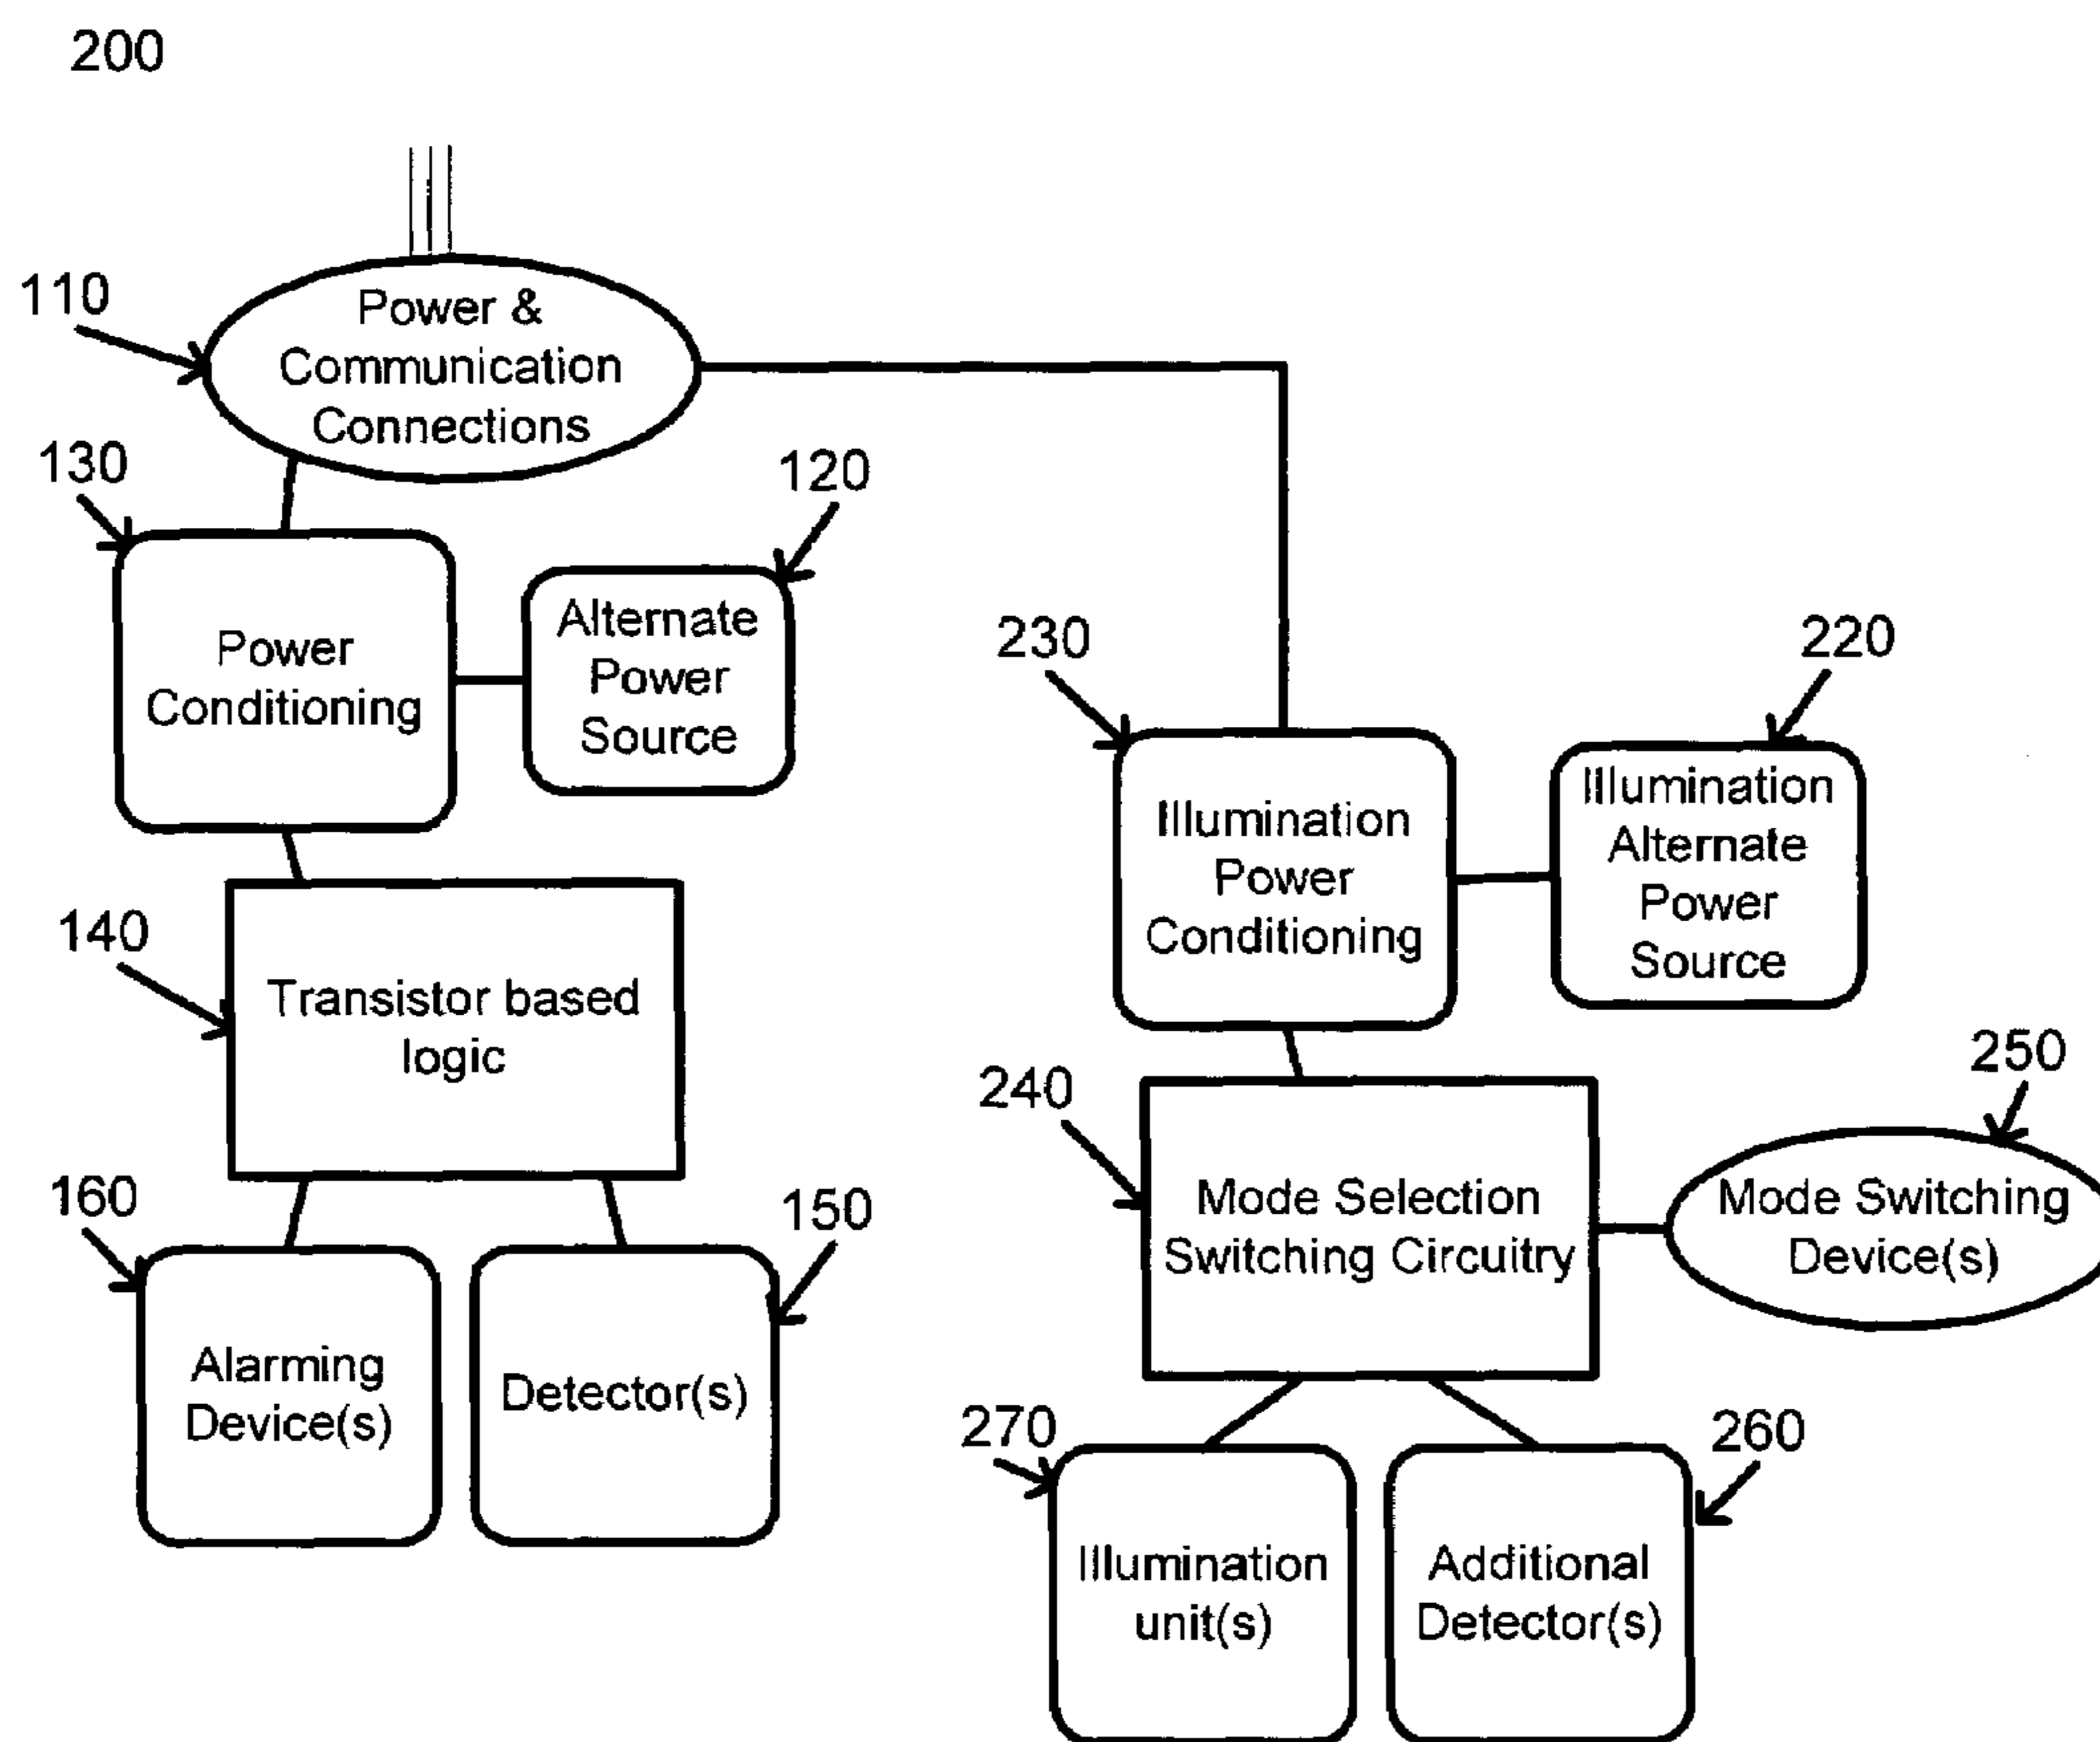 200
110
Power &
Communication
Connections
130
120
Power
Conditioning
Alternate
Power
Source
230
220
Illumination
Power
Conditioning
Illumination
Alternate
Power
Source
140
Transistor based
logic
240
250
Mode Selection
Switching Circuitry
Mode Switching
Device(s)
160
150
Alarming
Device(s)
Detector(s)
270
260
Illumination
unit(s)
Additional
Detector(s)